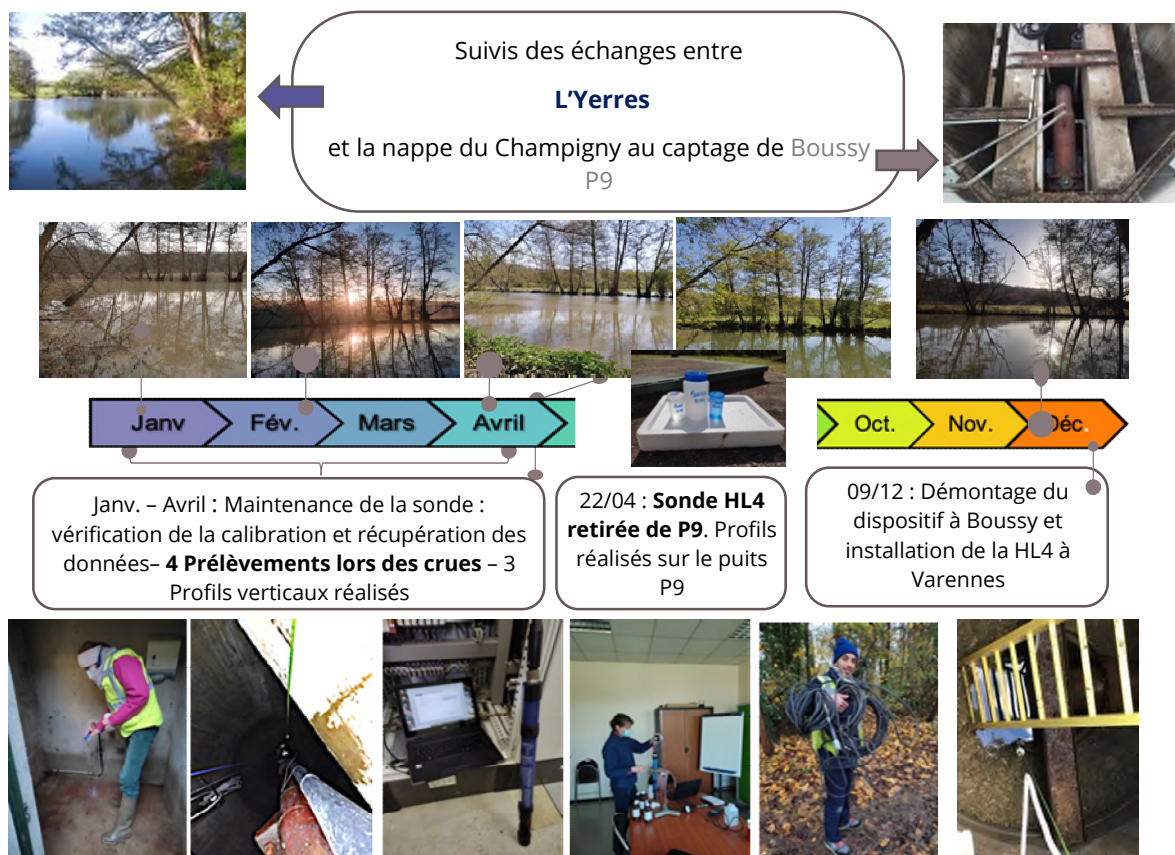 Suivis des échanges entre
L'Yerres
et la nappe du Champigny au captage de Boussy
P9
Janv
Fév.
Mars
Avril
Oct.
Nov.
Déc.
Janv. – Avril : Maintenance de la sonde :
vérification de la calibration et récupération des
données– 4 Prélèvements lors des crues – 3
Profils verticaux réalisés
22/04 : Sonde HL4
retirée de P9. Profils
réalisés sur le puits
P9
09/12 : Démontage du
dispositif à Boussy et
installation de la HL4 à
Varennes